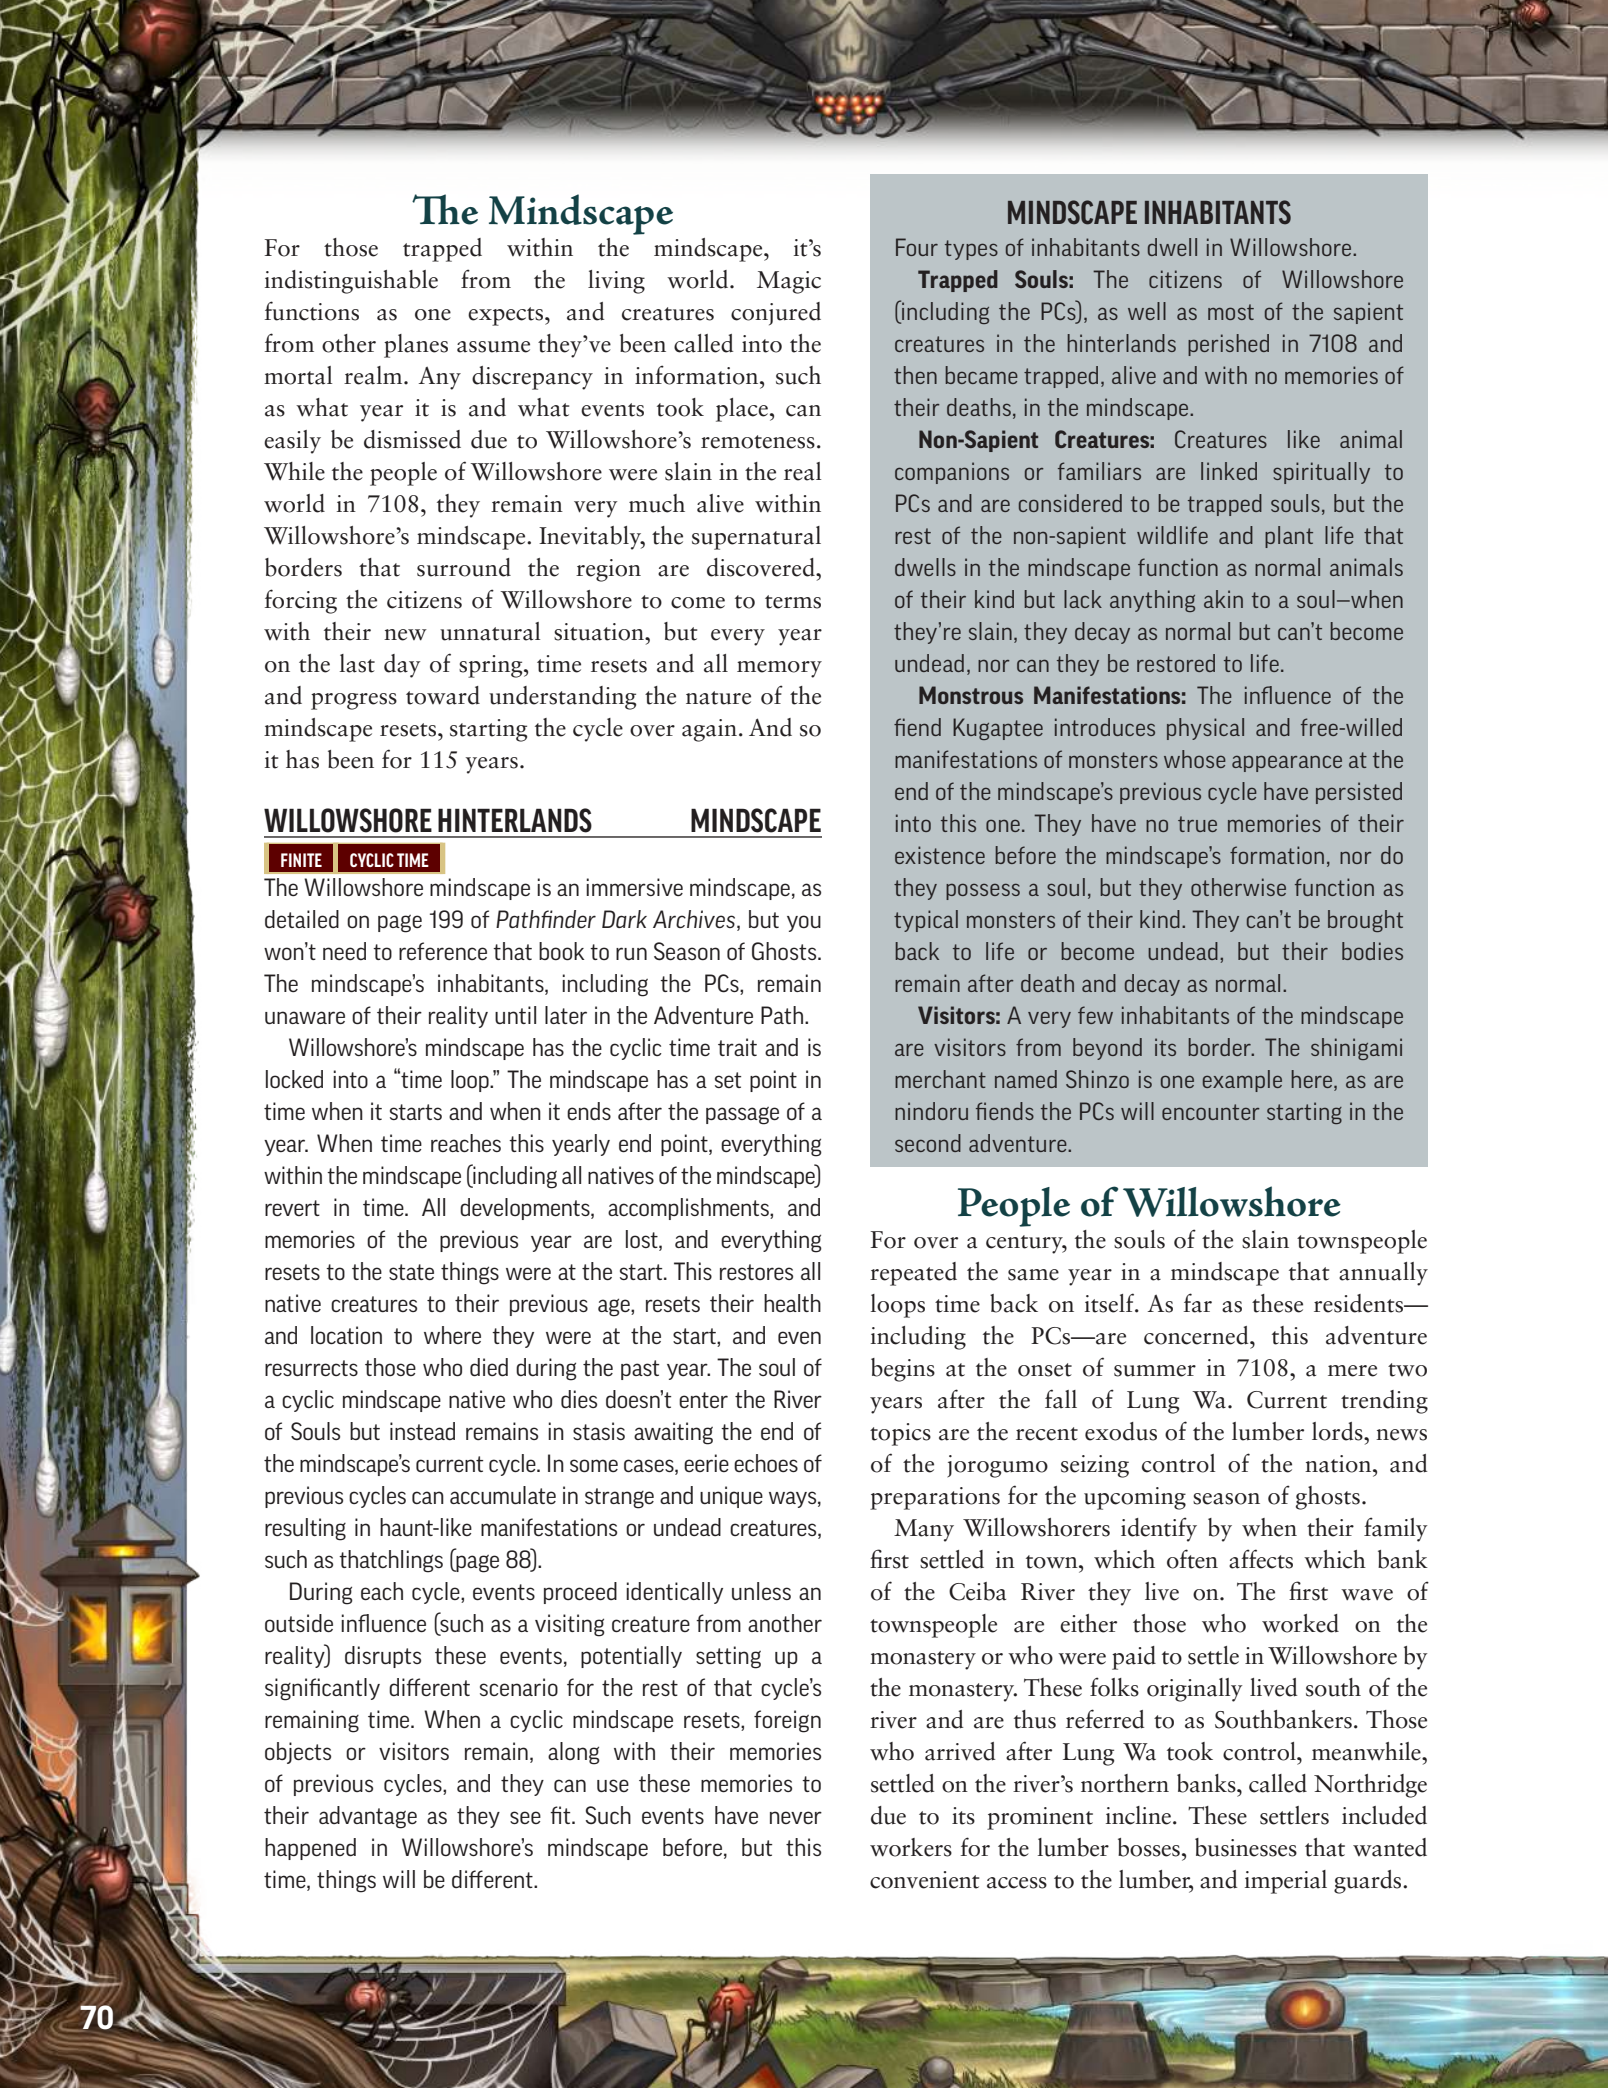 The Mindscape
For those trapped within the mindscape, it's
indistinguishable from the living world. Magic
functions as one expects, and creatures conjured
from other planes assume they've been called into the
mortal realm. Any discrepancy in information, such
as what year it is and what events took place, can
easily be dismissed due to Willowshore's remoteness.
While the people of Willowshore were slain in the real
world in 7108, they remain very much alive within
Willowshore's mindscape. Inevitably, the supernatural
borders that surround the region are discovered,
forcing the citizens of Willowshore to come to terms
with their new unnatural situation, but every year
on the last day of spring, time resets and all memory
and progress toward understanding the nature of the
mindscape resets, starting the cycle over again. And so
it has been for 115 years.
WILLOWSHORE HINTERLANDS MINDSCAPE
FINITE CYCLIC TIME
The Willowshore mindscape is an immersive mindscape, as
detailed on page 199 of Pathfinder Dark Archives, but you
won't need to reference that book to run Season of Ghosts.
The mindscape's inhabitants, including the PCs, remain
unaware of their reality until later in the Adventure Path.
Willowshore's mindscape has the cyclic time trait and is
locked into a "time loop." The mindscape has a set point in
time when it starts and when it ends after the passage of a
year. When time reaches this yearly end point, everything
within the mindscape (including all natives of the mindscape)
revert in time. All developments, accomplishments, and
memories of the previous year are lost, and everything
resets to the state things were at the start. This restores all
native creatures to their previous age, resets their health
and location to where they were at the start, and even
resurrects those who died during the past year. The soul of
a cyclic mindscape native who dies doesn't enter the River
of Souls but instead remains in stasis awaiting the end of
the mindscape's current cycle. In some cases, eerie echoes of
previous cycles can accumulate in strange and unique ways,
resulting in haunt-like manifestations or undead creatures,
such as thatchlings (page 88).
During each cycle, events proceed identically unless an
outside influence (such as a visiting creature from another
reality) disrupts these events, potentially setting up a
significantly different scenario for the rest of that cycle's
remaining time. When a cyclic mindscape resets, foreign
objects or visitors remain, along with their memories
of previous cycles, and they can use these memories to
their advantage as they see fit. Such events have never
happened in Willowshore's mindscape before, but this
time, things will be different.
MINDSCAPE INHABITANTS
Four types of inhabitants dwell in Willowshore.
Trapped Souls: The citizens of Willowshore
(including the PCs), as well as most of the sapient
creatures in the hinterlands perished in 7108 and
then became trapped, alive and with no memories of
their deaths, in the mindscape.
Non-Sapient Creatures: Creatures like animal
companions or familiars are linked spiritually to
PCs and are considered to be trapped souls, but the
rest of the non-sapient wildlife and plant life that
dwells in the mindscape function as normal animals
of their kind but lack anything akin to a soul—when
they're slain, they decay as normal but can't become
undead, nor can they be restored to life.
Monstrous Manifestations: The influence of the
fiend Kugaptee introduces physical and free-willed
manifestations of monsters whose appearance at the
end of the mindscape's previous cycle have persisted
into this one. They have no true memories of their
existence before the mindscape's formation, nor do
they possess a soul, but they otherwise function as
typical monsters of their kind. They can't be brought
back to life or become undead, but their bodies
remain after death and decay as normal.
Visitors: A very few inhabitants of the mindscape
are visitors from beyond its border. The shinigami
merchant named Shinzo is one example here, as are
nindoru fiends the PCs will encounter starting in the
second adventure.
People of Willowshore
For over a century, the souls of the slain townspeople
repeated the same year in a mindscape that annually
loops time back on itself. As far as these residents—
including the PCs—are concerned, this adventure
begins at the onset of summer in 7108, a mere two
years after the fall of Lung Wa. Current trending
topics are the recent exodus of the lumber lords, news
of the jorogumo seizing control of the nation, and
preparations for the upcoming season of ghosts.
Many Willowshorers identify by when their family
first settled in town, which often affects which bank
of the Ceiba River they live on. The first wave of
townspeople are either those who worked on the
monastery or who were paid to settle in Willowshore by
the monastery. These folks originally lived south of the
river and are thus referred to as Southbankers. Those
who arrived after Lung Wa took control, meanwhile,
settled on the river's northern banks, called Northridge
due to its prominent incline. These settlers included
workers for the lumber bosses, businesses that wanted
convenient access to the lumber, and imperial guards.
70